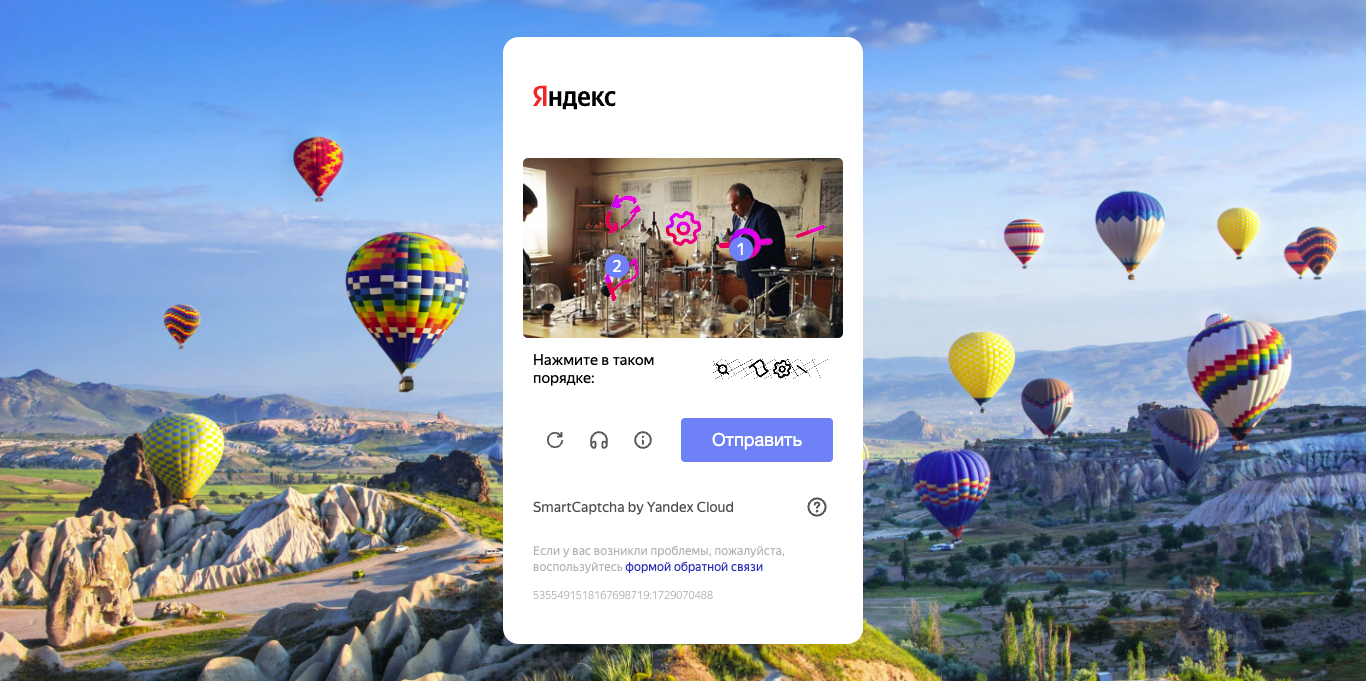 Яндекс
2
1
Нажмите в таком
порядке:
Отправить
SmartCaptcha by Yandex Cloud
Если у вас возникли проблемы, пожалуйста,
воспользуйтесь формой обратной связи
5355491518167698719:1729070488